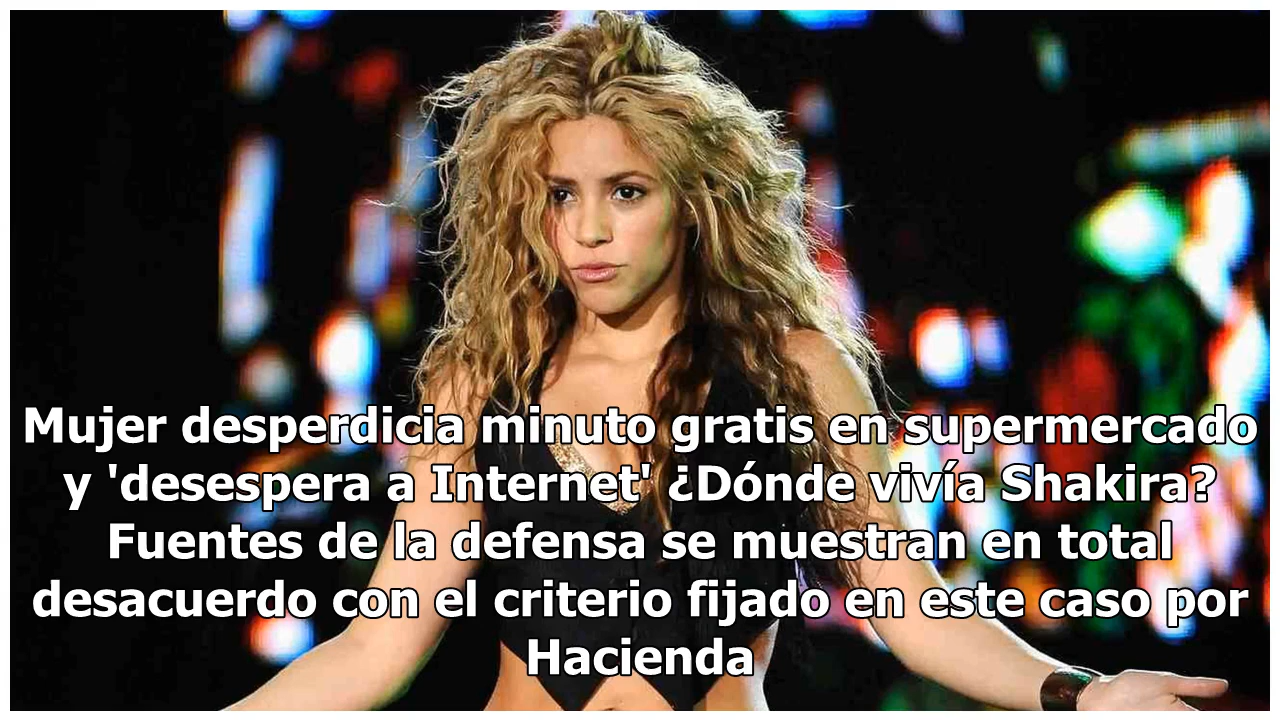 Mujer desperdicia minuto gratis en supermercado
y 'desespera a Internet' ¿Dónde vivía Shakira?
Fuentes de la defensa se muestran en total
desacuerdo con el criterio fijado en este caso por
Hacienda